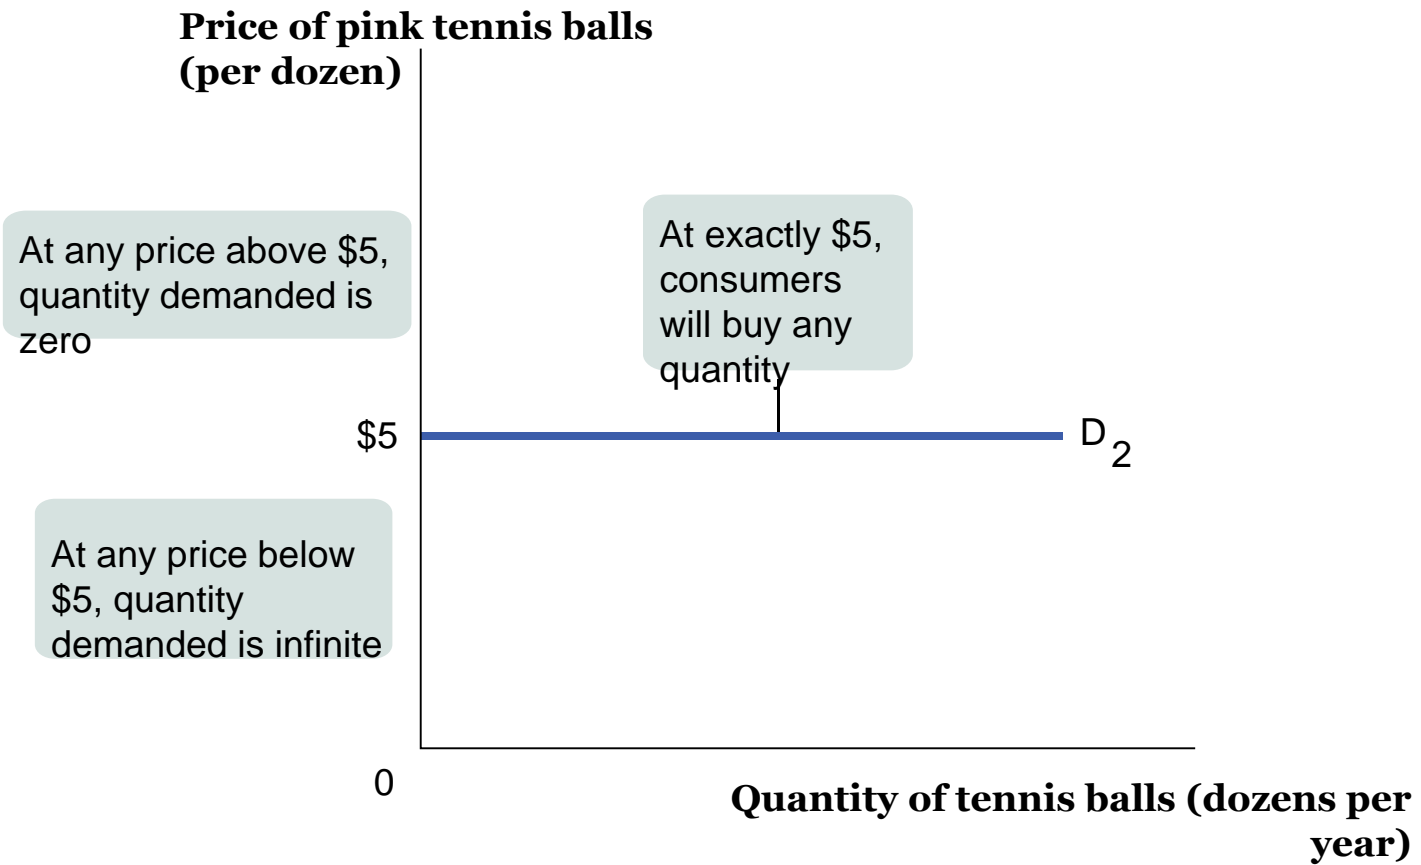 Price of pink tennis balls
(per dozen)
At any price above $5,
quantity demanded is
zero
At exactly $5,
consumers
will buy any
quantity
$5
D 2
At any price below
$5, quantity
demanded is infinite
0
Quantity of tennis balls (dozens per
year)